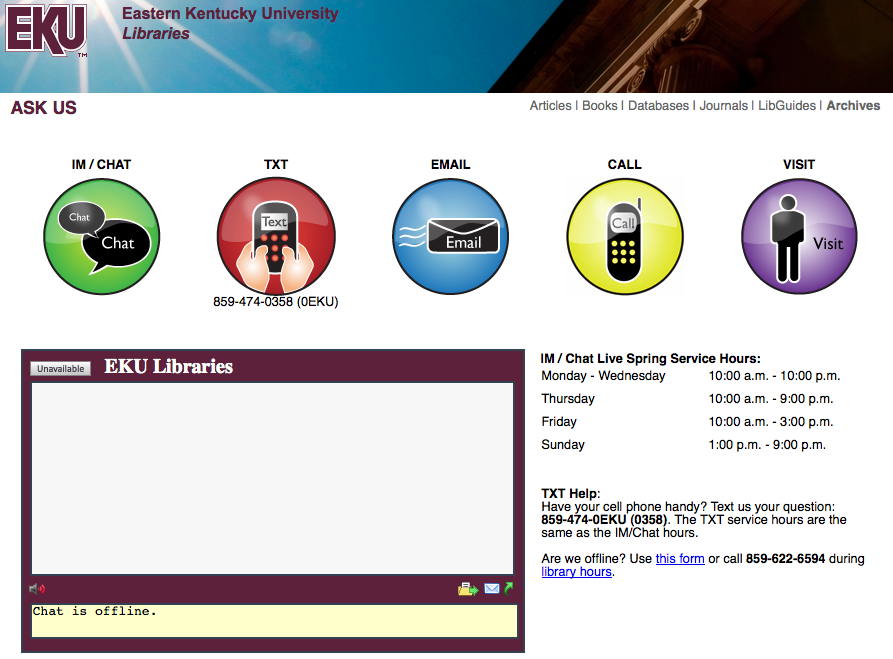 EKU
TM
Eastern Kentucky University
Libraries
ASK US
Articles | Books | Databases | Journals | LibGuides | Archives
IM / CHAT
TXT
EMAIL
CALL
VISIT
Chat
Chat
Text
Email
Call
Visit
859-474-0358 (0EKU)
Unavailable
EKU Libraries
Chat is offline.
IM / Chat Live Spring Service Hours:
Monday - Wednesday 10:00 a.m. - 10:00 p.m.
Thursday 10:00 a.m. - 9:00 p.m.
Friday 10:00 a.m. - 3:00 p.m.
Sunday 1:00 p.m. - 9:00 p.m.
TXT Help:
Have your cell phone handy? Text us your question:
859-474-0EKU (0358). The TXT service hours are the
same as the IM/Chat hours.
Are we offline? Use this form or call 859-622-6594 during
library hours.